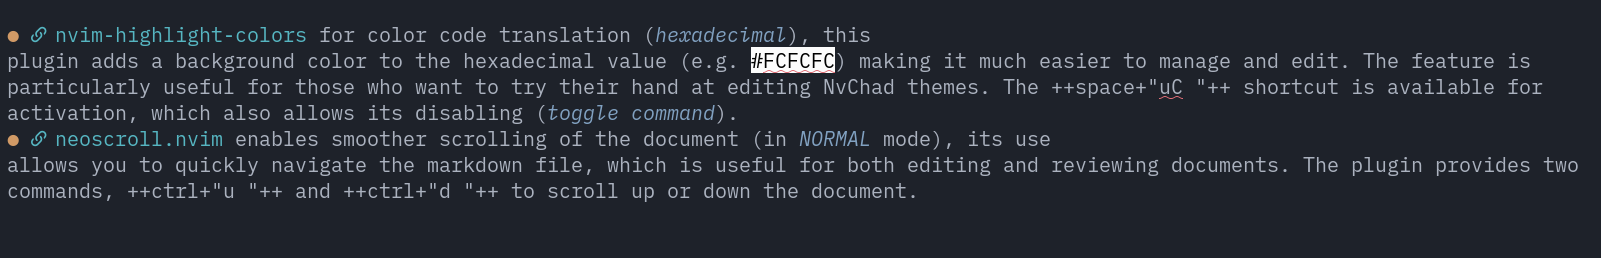 ● 🔗 nvim-highlight-colors for color code translation (hexadecimal), this
plugin adds a background color to the hexadecimal value (e.g. #FCFCFC) making it much easier to manage and edit. The feature is
particularly useful for those who want to try their hand at editing NvChad themes. The ++space+"uC "++ shortcut is available for
activation, which also allows its disabling (toggle command).
● 🔗 neoscroll.nvim enables smoother scrolling of the document (in NORMAL mode), its use
allows you to quickly navigate the markdown file, which is useful for both editing and reviewing documents. The plugin provides two
commands, ++ctrl+"u "++ and ++ctrl+"d "++ to scroll up or down the document.